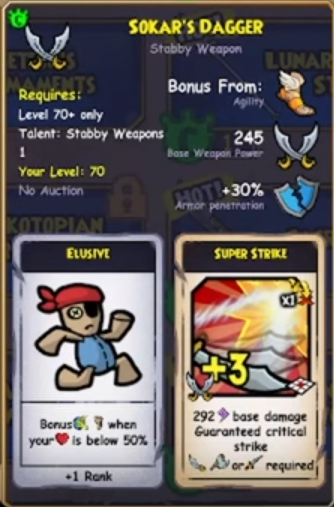 SOKAR'S DAGGER
Stabby Weapon
Requires:
Level 70+ only
Talent: Stabby Weapons
1
Your Level: 70
No Auction
Bonus From:
Agility
245
Base Weapon Power
+30%
Armor penetration
ELUSIVE
Bonus when
your is below 50%
+1 Rank
SUPER STRIKE
x1
+3
292 base damage
Guaranteed critical
strike
or required